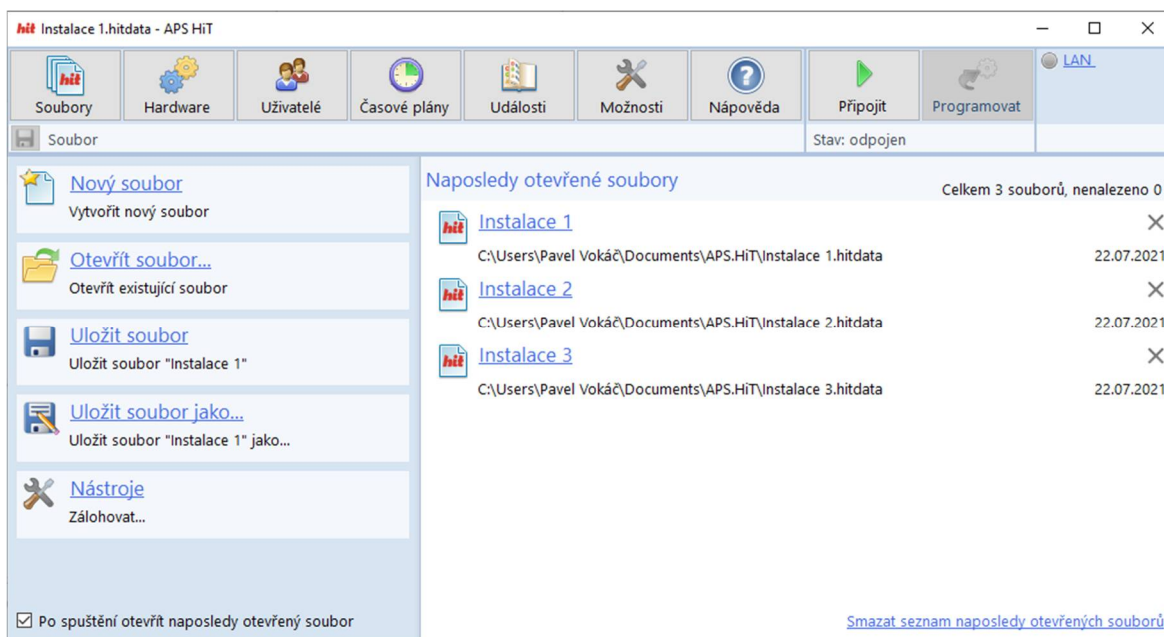 hit Instalace 1.hitdata - APS HiT
hit
Soubory
Hardware
Uživatelé
Časové plány
Události
Možnosti
Nápověda
Připojit
Programovat
LAN
Soubor
Stav: odpojen
Nový soubor
Vytvořit nový soubor
Otevřít soubor...
Otevřít existující soubor
Uložit soubor
Uložit soubor "Instalace 1"
Uložit soubor jako...
Uložit soubor "Instalace 1" jako...
Nástroje
Zálohovat...
Po spuštění otevřít naposledy otevřený soubor
Naposledy otevřené soubory
Celkem 3 souborů, nenalezeno 0
hit Instalace 1
C:\Users\Pavel Vokáč\Documents\APS.HiT\Instalace 1.hitdata 22.07.2021
hit Instalace 2
C:\Users\Pavel Vokáč\Documents\APS.HiT\Instalace 2.hitdata 22.07.2021
hit Instalace 3
C:\Users\Pavel Vokáč\Documents\APS.HiT\Instalace 3.hitdata 22.07.2021
Smazat seznam naposledy otevřených souborů